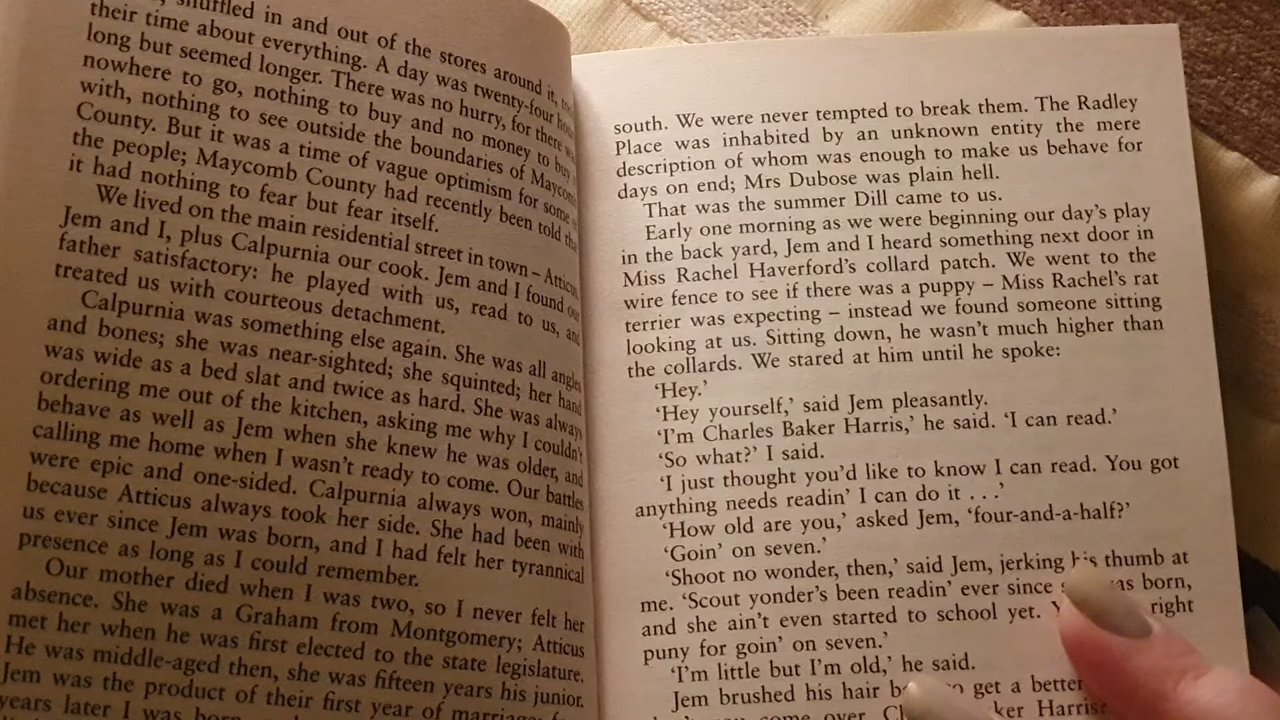 shuffled in and out of the stores around it,
their time about everything. A day was twenty-four
long but seemed longer. There was no hurry, for there
nowhere to go, nothing to buy and no money to buy
with, nothing to see outside the boundaries of Maycomb
County. But it was a time of vague optimism for some
the people; Maycomb County had recently been told
it had nothing to fear but fear itself.
We lived on the main residential street in town – Atticus,
Jem and I, plus Calpurnia our cook. Jem and I found our
father satisfactory: he played with us, read to us, and
treated us with courteous detachment.
Calpurnia was something else again. She was all angles
and bones; she was near-sighted; she squinted; her hand
was wide as a bed slat and twice as hard. She was always
ordering me out of the kitchen, asking me why I couldn't
behave as well as Jem when she knew he was older, and
calling me home when I wasn't ready to come. Our battles
were epic and one-sided. Calpurnia always won, mainly
because Atticus always took her side. She had been with
us ever since Jem was born, and I had felt her tyrannical
presence as long as I could remember.
Our mother died when I was two, so I never felt her
absence. She was a Graham from Montgomery; Atticus
met her when he was first elected to the state legislature.
He was middle-aged then, she was fifteen years his junior.
Jem was the product of their first year of marriage;
years later I was born
south. We were never tempted to break them. The Radley
Place was inhabited by an unknown entity the mere
description of whom was enough to make us behave for
days on end; Mrs Dubose was plain hell.
That was the summer Dill came to us.
Early one morning as we were beginning our day's play
in the back yard, Jem and I heard something next door in
Miss Rachel Haverford's collard patch. We went to the
wire fence to see if there was a puppy – Miss Rachel's rat
terrier was expecting – instead we found someone sitting
looking at us. Sitting down, he wasn't much higher than
the collards. We stared at him until he spoke:
'Hey.'
'Hey yourself,' said Jem pleasantly.
'I'm Charles Baker Harris,' he said. 'I can read.'
'So what?' I said.
'I just thought you'd like to know I can read. You got
anything needs readin' I can do it . . .'
'How old are you,' asked Jem, 'four-and-a-half?'
'Goin' on seven.'
'Shoot no wonder, then,' said Jem, jerking his thumb at
me. 'Scout yonder's been readin' ever since was born,
and she ain't even started to school yet. right
puny for goin' on seven.'
'I'm little but I'm old,' he said.
Jem brushed his hair to get a better
come over